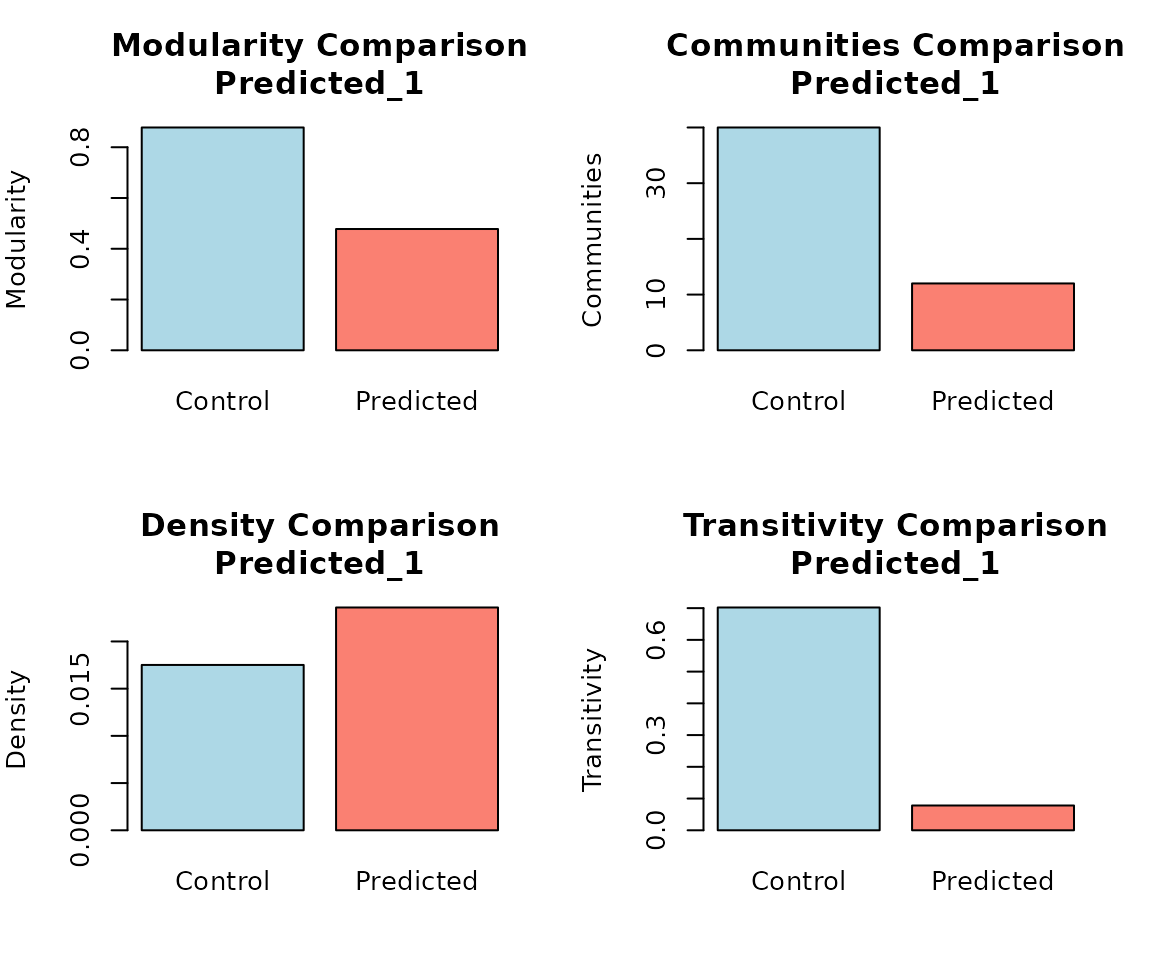 Modularity Comparison
Predicted_1
Modularity
0.8
0.4
0.0
Control
Predicted
Communities Comparison
Predicted_1
Communities
30
10
0
Control
Predicted
Density Comparison
Predicted_1
Density
0.015
0.000
Control
Predicted
Transitivity Comparison
Predicted_1
Transitivity
0.6
0.3
0.0
Control
Predicted